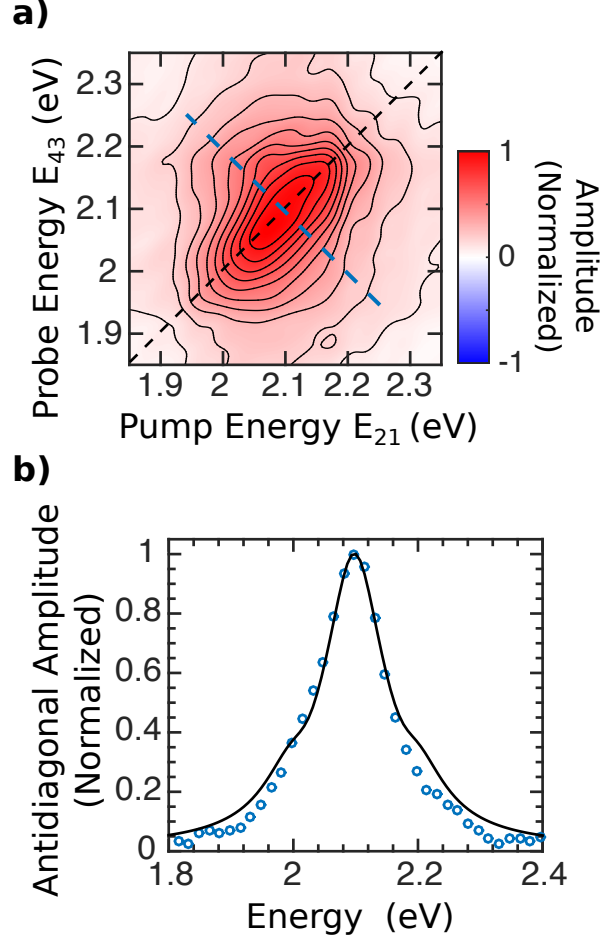 a)
Probe Energy E43 (eV)
2.3
2.2
2.1
2
1.9
1.9 2 2.1 2.2 2.3
Pump Energy E21 (eV)
1
0
-1
Amplitude
(Normalized)
b)
Antidiagonal Amplitude
(Normalized)
1
0.8
0.6
0.4
0.2
0
1.8 2 2.2 2.4
Energy (eV)